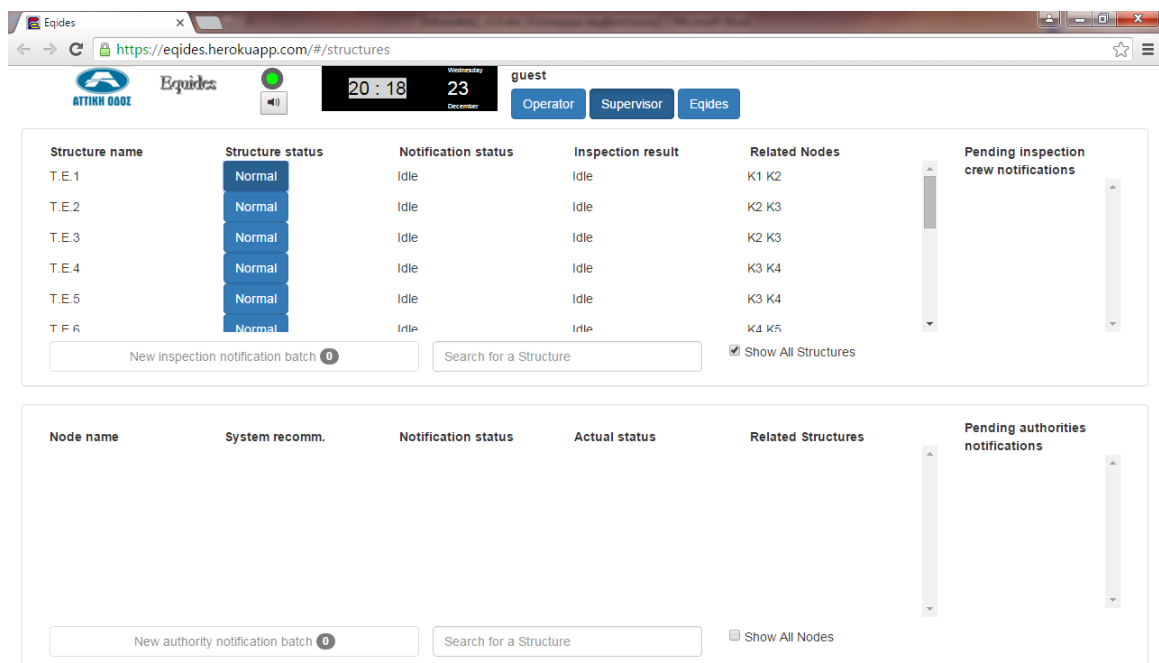 Eqides
https://eqides.herokuapp.com/#/structures
ΑΤΤΙΚΗ ΟΔΟΣ
Equides
20 : 18
Wednesday
23
December
guest
Operator Supervisor Eqides
Structure name Structure status Notification status Inspection result Related Nodes Pending inspection
crew notifications
T.E.1 Normal Idle Idle K1 K2
T.E.2 Normal Idle Idle K2 K3
T.E.3 Normal Idle Idle K2 K3
T.E.4 Normal Idle Idle K3 K4
T.E.5 Normal Idle Idle K3 K4
T.E.6 Normal Idle Idle K4 K5
New inspection notification batch 0 Search for a Structure Show All Structures
Node name System recomm. Notification status Actual status Related Structures Pending authorities
notifications
New authority notification batch 0 Search for a Structure Show All Nodes